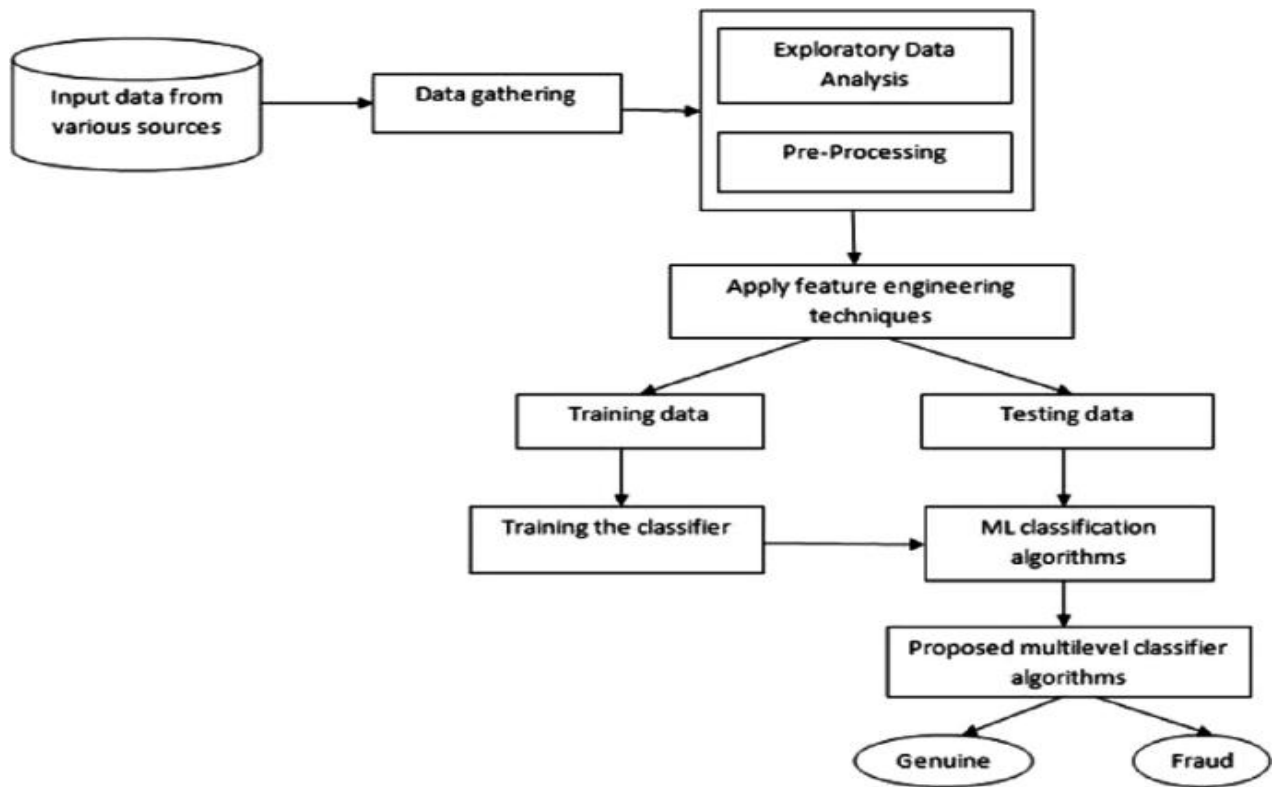 Input data from
various sources
Data gathering
Exploratory Data
Analysis
Pre-Processing
Apply feature engineering
techniques
Training data
Testing data
Training the classifier
ML classification
algorithms
Proposed multilevel classifier
algorithms
Genuine
Fraud